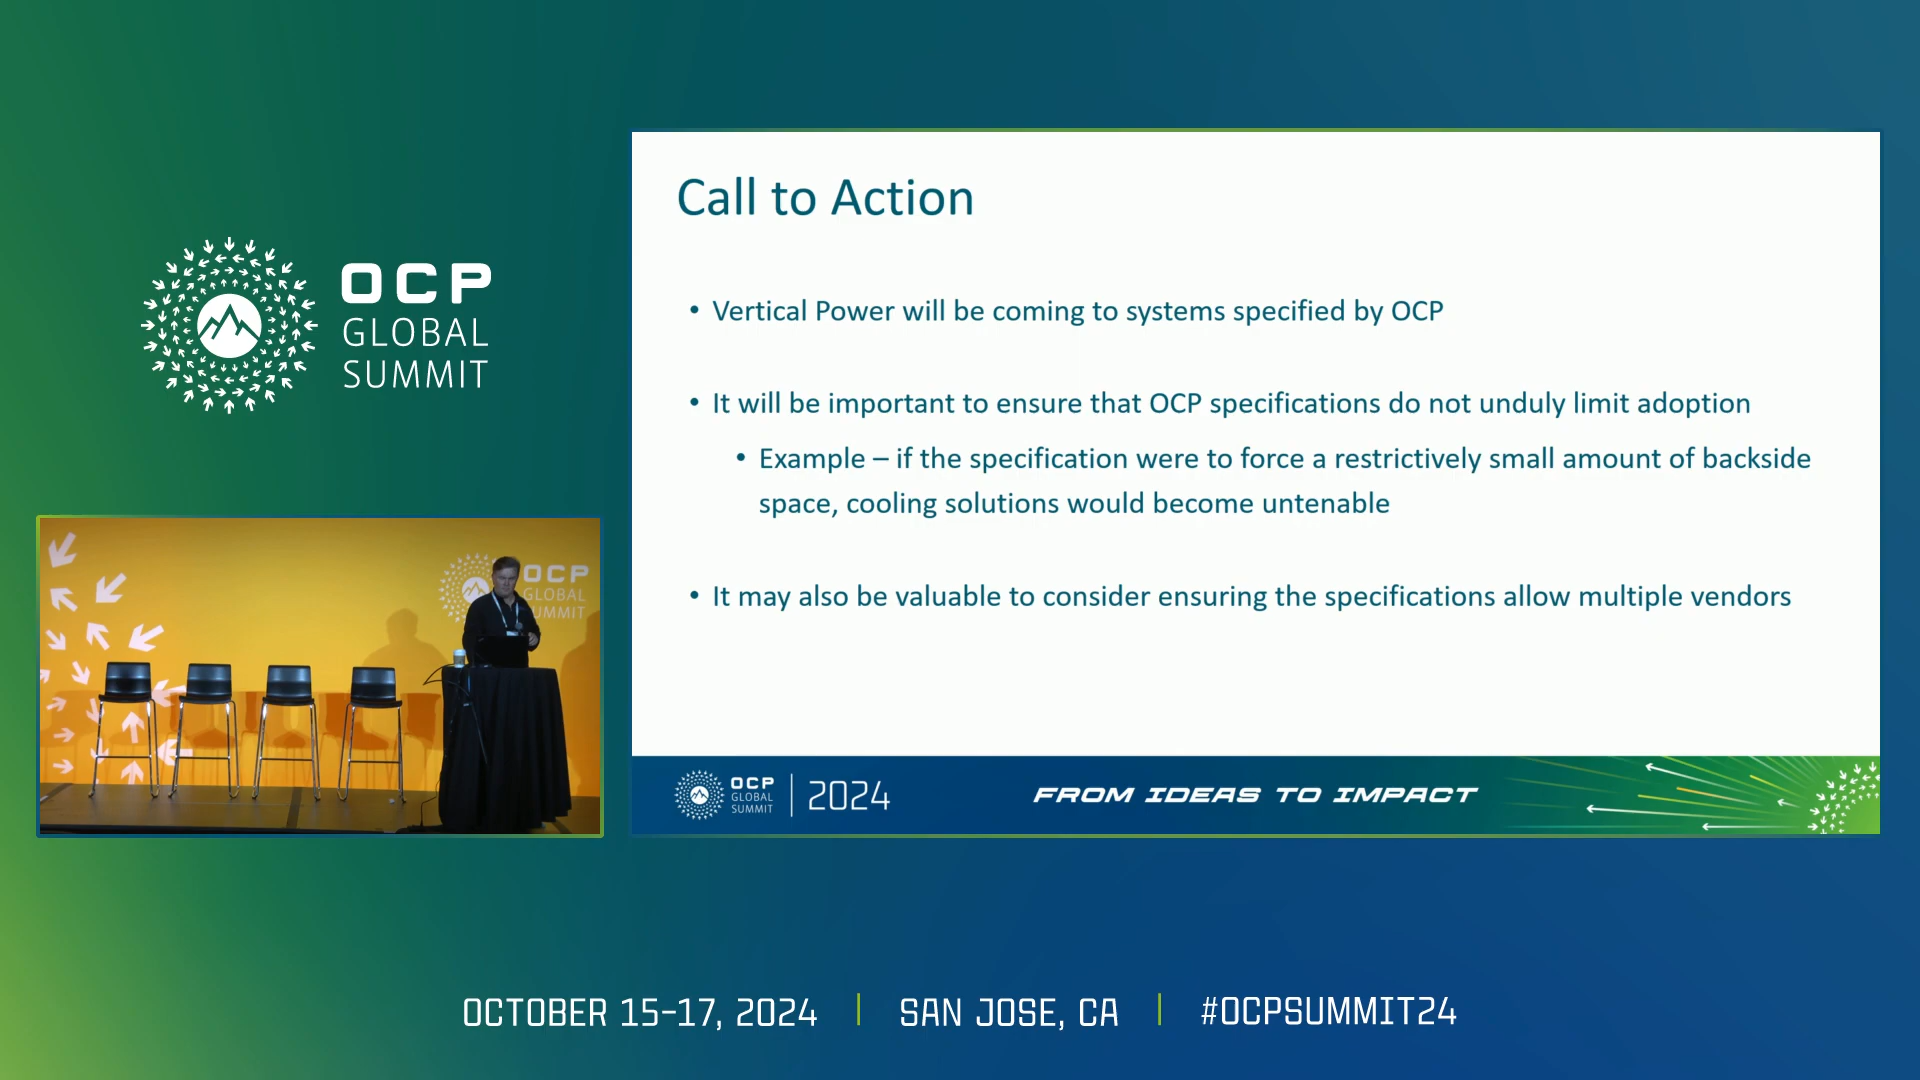 OCP
GLOBAL
SUMMIT
OCP
GLOBAL
SUMMIT
Call to Action
• Vertical Power will be coming to systems specified by OCP
• It will be important to ensure that OCP specifications do not unduly limit adoption
• Example – if the specification were to force a restrictively small amount of backside
space, cooling solutions would become untenable
• It may also be valuable to consider ensuring the specifications allow multiple vendors
OCP
GLOBAL
SUMMIT
2024
FROM IDEAS TO IMPACT
OCTOBER 15-17, 2024 | SAN JOSE, CA | #OCPSUMMIT24